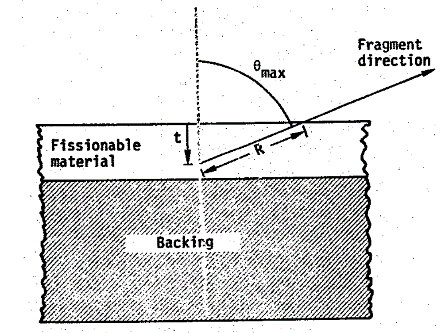 Fragment
direction
θmax
t
Fissionable
material
R
Backing